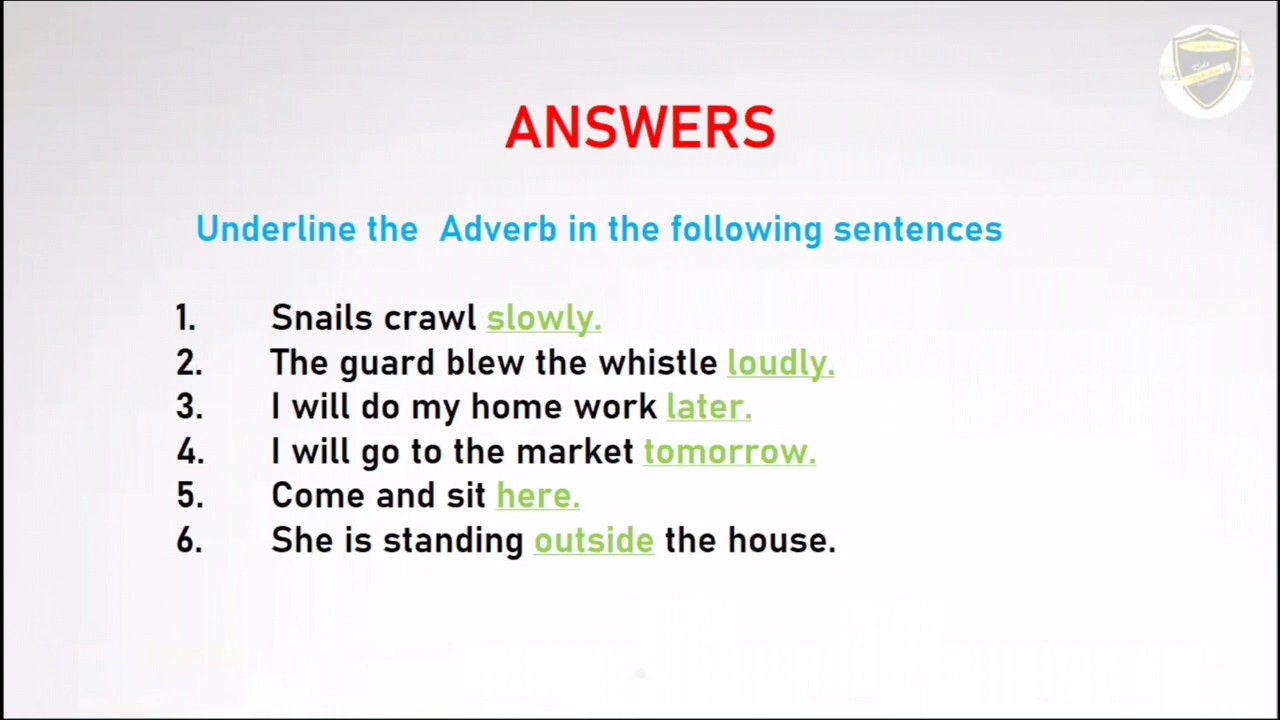 ANSWERS
Underline the Adverb in the following sentences
1. Snails crawl slowly.
2. The guard blew the whistle loudly.
3. I will do my home work later.
4. I will go to the market tomorrow.
5. Come and sit here.
6. She is standing outside the house.